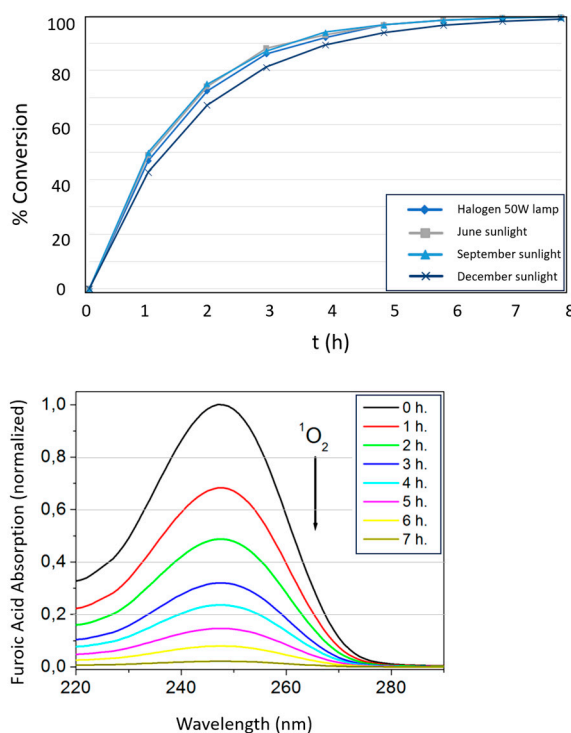 100
80
60
40
20
0
% Conversion
Halogen 50W lamp
June sunlight
September sunlight
December sunlight
0 1 2 3 4 5 6 7 8
t (h)
1,0
0,8
0,6
0,4
0,2
0,0
Furoic Acid Absorption (normalized)
¹O₂
0 h.
1 h.
2 h.
3 h.
4 h.
5 h.
6 h.
7 h.
220 240 260 280
Wavelength (nm)